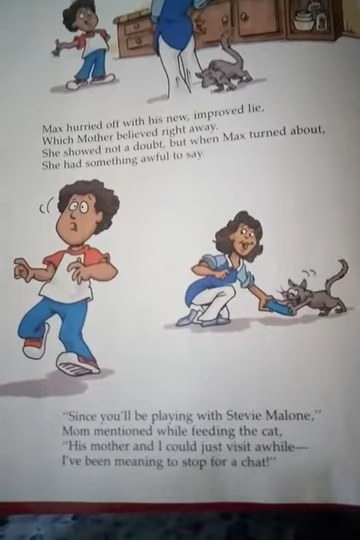 Max hurried off with his new, improved lie,
Which Mother believed right away.
She showed not a doubt, but when Max turned about,
She had something awful to say.
"Since you'll be playing with Stevie Malone,"
Mom mentioned while feeding the cat,
"His mother and I could just visit awhile—
I've been meaning to stop for a chat!"